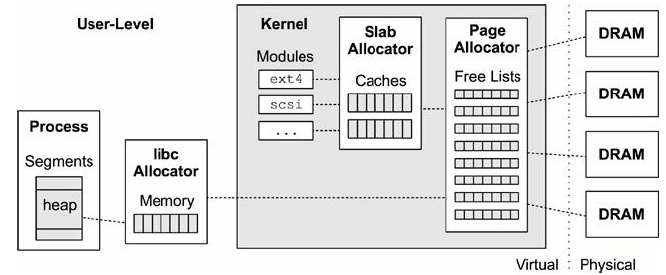 User-Level
Process
Segments
heap
libc
Allocator
Memory
Kernel
Modules
ext4
scsi
...
Slab
Allocator
Caches
Page
Allocator
Free Lists
DRAM
DRAM
DRAM
DRAM
Virtual
Physical